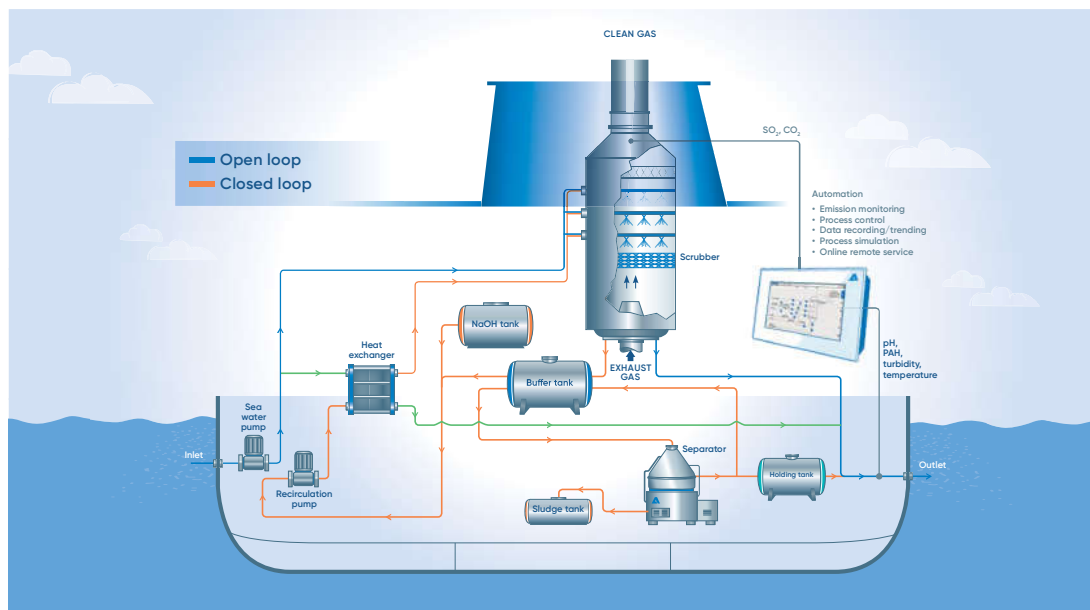 CLEAN GAS
SO₂, CO₂
Open loop
Closed loop
Automation
• Emission monitoring
• Process control
• Data recording/trending
• Process simulation
• Online remote service
Scrubber
NaOH tank
Heat
exchanger
pH,
PAH,
turbidity,
temperature
EXHAUST
GAS
Buffer tank
Sea
water
pump
Inlet
Separator
Outlet
Holding tank
Recirculation
pump
Sludge tank